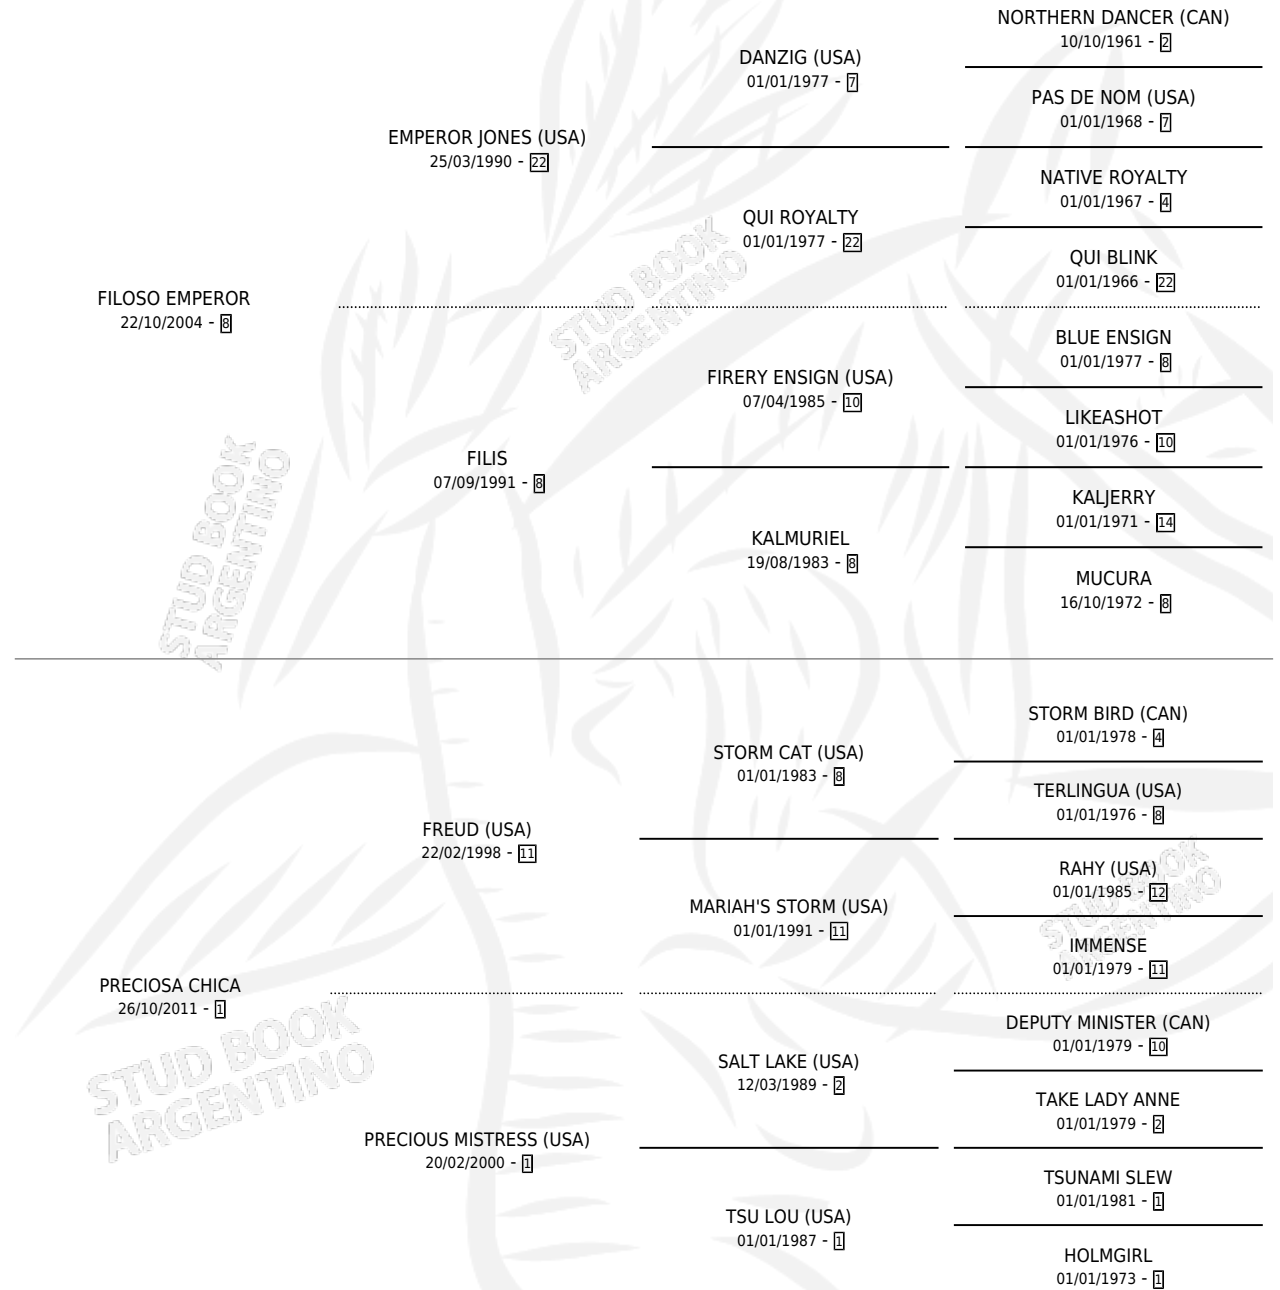 NORTHERN DANCER (CAN)
10/10/1961 - 2
DANZIG (USA)
01/01/1977 - 7
PAS DE NOM (USA)
01/01/1968 - 7
EMPEROR JONES (USA)
25/03/1990 - 22
NATIVE ROYALTY
01/01/1967 - 4
QUI ROYALTY
01/01/1977 - 22
QUI BLINK
01/01/1966 - 22
FILOSO EMPEROR
22/10/2004 - 8
STUD BOOK
ARGENTINO
BLUE ENSIGN
01/01/1977 - 8
FIRERY ENSIGN (USA)
07/04/1985 - 10
LIKEASHOT
01/01/1976 - 10
FILIS
07/09/1991 - 8
STUD BOOK
ARGENTINO
KALJERRY
01/01/1971 - 14
KALMURIEL
19/08/1983 - 8
MUCURA
16/10/1972 - 8
STORM BIRD (CAN)
01/01/1978 - 4
STORM CAT (USA)
01/01/1983 - 8
TERLINGUA (USA)
01/01/1976 - 8
FREUD (USA)
22/02/1998 - 11
RAHY (USA)
01/01/1985 - 12
MARIAH'S STORM (USA)
01/01/1991 - 11
STUD BOOK
ARGENTINO
IMMENSE
01/01/1979 - 11
PRECIOSA CHICA
26/10/2011 - 1
STUD BOOK
ARGENTINO
DEPUTY MINISTER (CAN)
01/01/1979 - 10
SALT LAKE (USA)
12/03/1989 - 2
TAKE LADY ANNE
01/01/1979 - 2
PRECIOUS MISTRESS (USA)
20/02/2000 - 1
TSUNAMI SLEW
01/01/1981 - 1
TSU LOU (USA)
01/01/1987 - 1
HOLMGIRL
01/01/1973 - 1